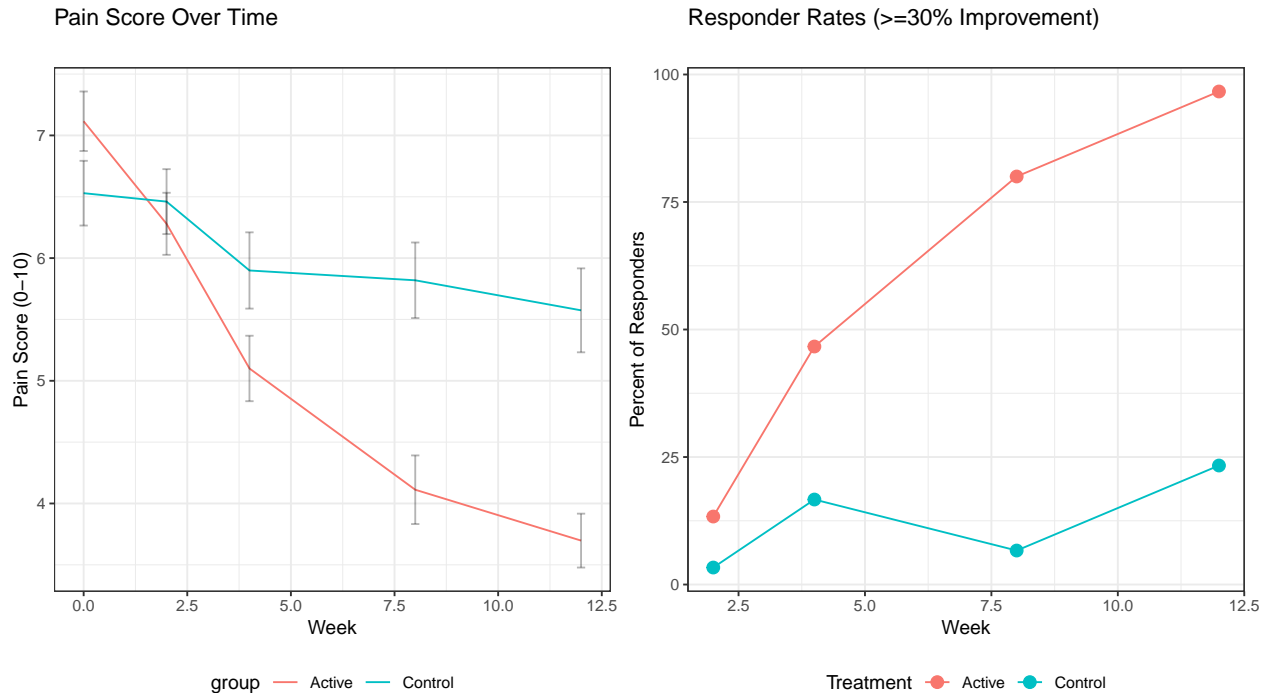 Pain Score Over Time
Pain Score (0−10)
7
6
5
4
0.0 2.5 5.0 7.5 10.0 12.5
Week
group Active Control
Responder Rates (>=30% Improvement)
Percent of Responders
100
75
50
25
0
2.5 5.0 7.5 10.0 12.5
Week
Treatment Active Control